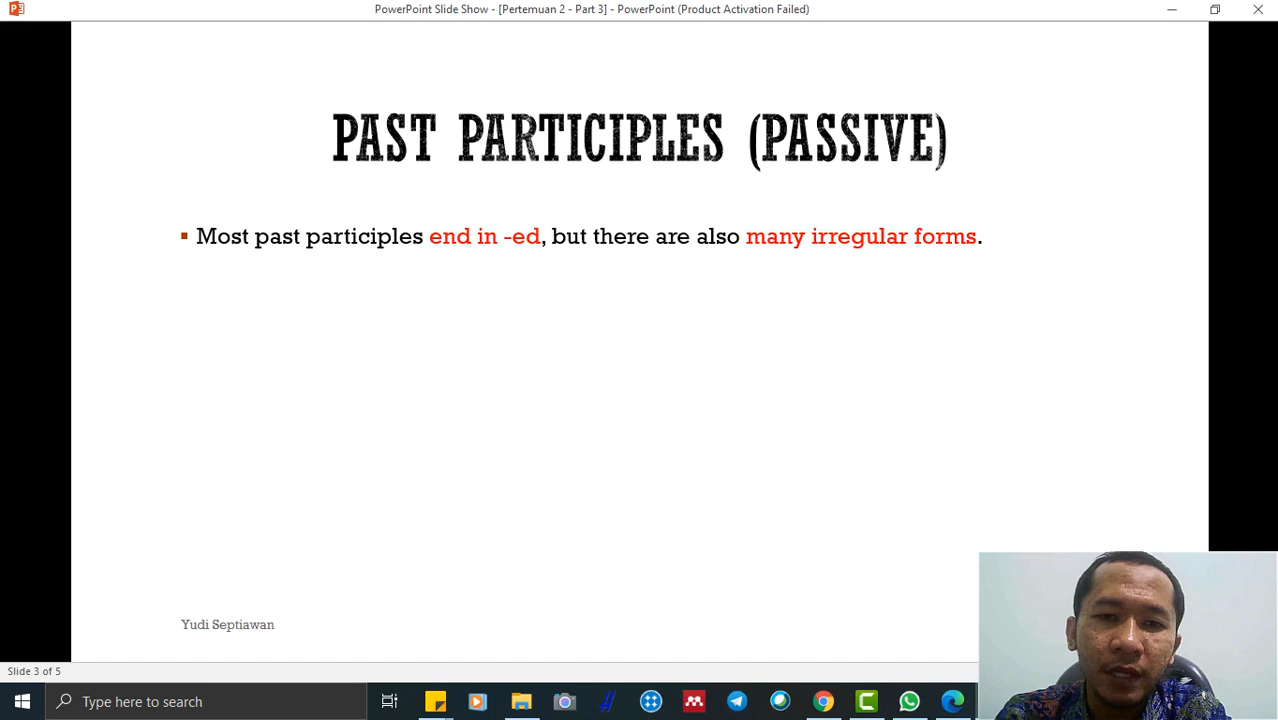 PowerPoint Slide Show - [Pertemuan 2 - Part 3] - PowerPoint (Product Activation Failed)
PAST PARTICIPLES (PASSIVE)
▪ Most past participles end in -ed, but there are also many irregular forms.
Yudi Septiawan
Slide 3 of 5
Type here to search